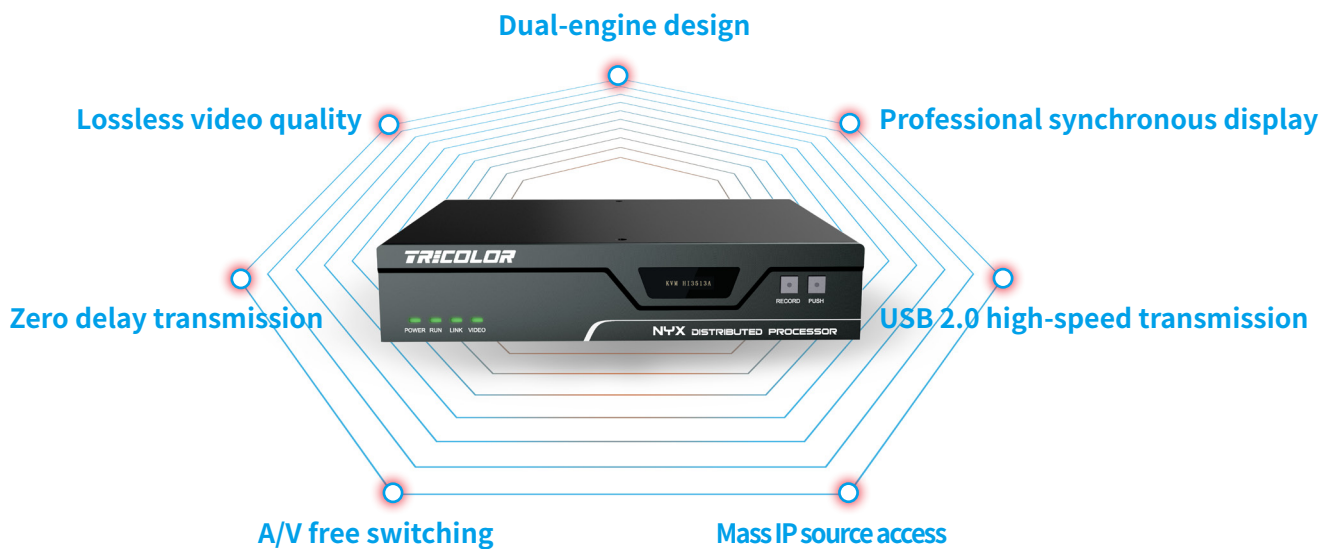 Dual-engine design
Lossless video quality
Professional synchronous display
TRICOLOR
KVM H13S13A
RECORD PUSH
Zero delay transmission
USB 2.0 high-speed transmission
POWER RUN LINK VIDEO
NYX DISTRIBUTED PROCESSOR
A/V free switching
Mass IP source access